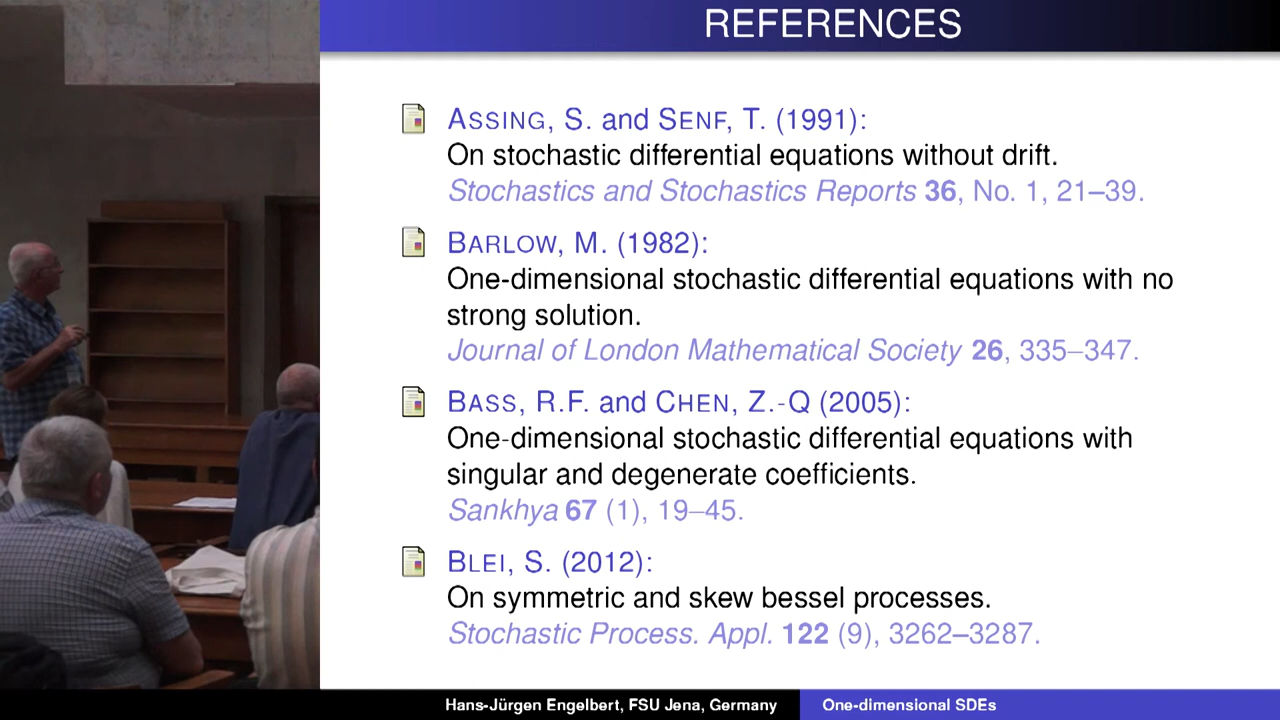 REFERENCES
ASSING, S. and SENF, T. (1991):
On stochastic differential equations without drift.
Stochastics and Stochastics Reports 36, No. 1, 21–39.
BARLOW, M. (1982):
One-dimensional stochastic differential equations with no
strong solution.
Journal of London Mathematical Society 26, 335–347.
BASS, R.F. and CHEN, Z.-Q (2005):
One-dimensional stochastic differential equations with
singular and degenerate coefficients.
Sankhya 67 (1), 19–45.
BLEI, S. (2012):
On symmetric and skew bessel processes.
Stochastic Process. Appl. 122 (9), 3262–3287.
Hans-Jürgen Engelbert, FSU Jena, Germany
One-dimensional SDEs